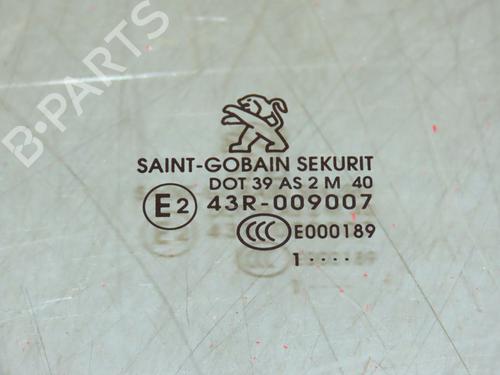 B-PARTS
SAINT-GOBAIN SEKURIT
DOT 39 AS 2 M 40
E2 43R-009007
CCC E000189
1 ····